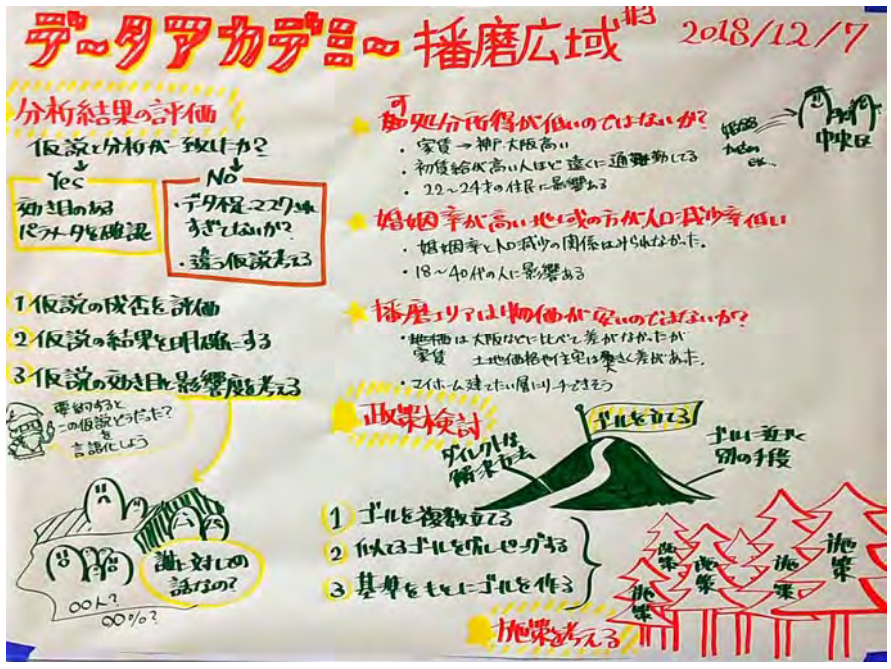 データアカデミー播磨広域 #3 2018/12/7
分析結果の評価
仮説と分析が一致したか?
Yes
効き目のある
パラメータを確認
No
・データ不足マスクされ
すぎてないか?
・違う仮説考える
1 仮説の成否を評価
2 仮説の結果を明確にする
3 仮説の効き目と影響度を考える
要約すると
この仮説どうだった?
を
言語化しよう
誰に対しての
話なの?
〇〇人?
〇〇%?
可処分所得が低いのではないか?
・家賃→神戸・大阪高い
・初賃給が高い人ほど遠くに通勤してる
・22〜24才の住民に影響ある
中央区
婚姻率が高い地域の方が人口減少率低い
・婚姻率と人口減少の関係はみられなかった。
・18〜40代の人に影響ある
播磨エリアは物価が安いのではないか?
・地価は大阪などに比べて差がなかったが
家賃 土地価格や住宅は大きく差があった。
・マイホーム建てたい層にリーチできそう
政策検討
ゴールを立てる
ダイレクトな
解決方法
ゴールに近づく
別の手段
1 ゴールを複数立てる
2 似てるゴールをグルーピングする
3 基準をもとにゴールを作る
施策を考える
施策
施策
施策
施策
施策